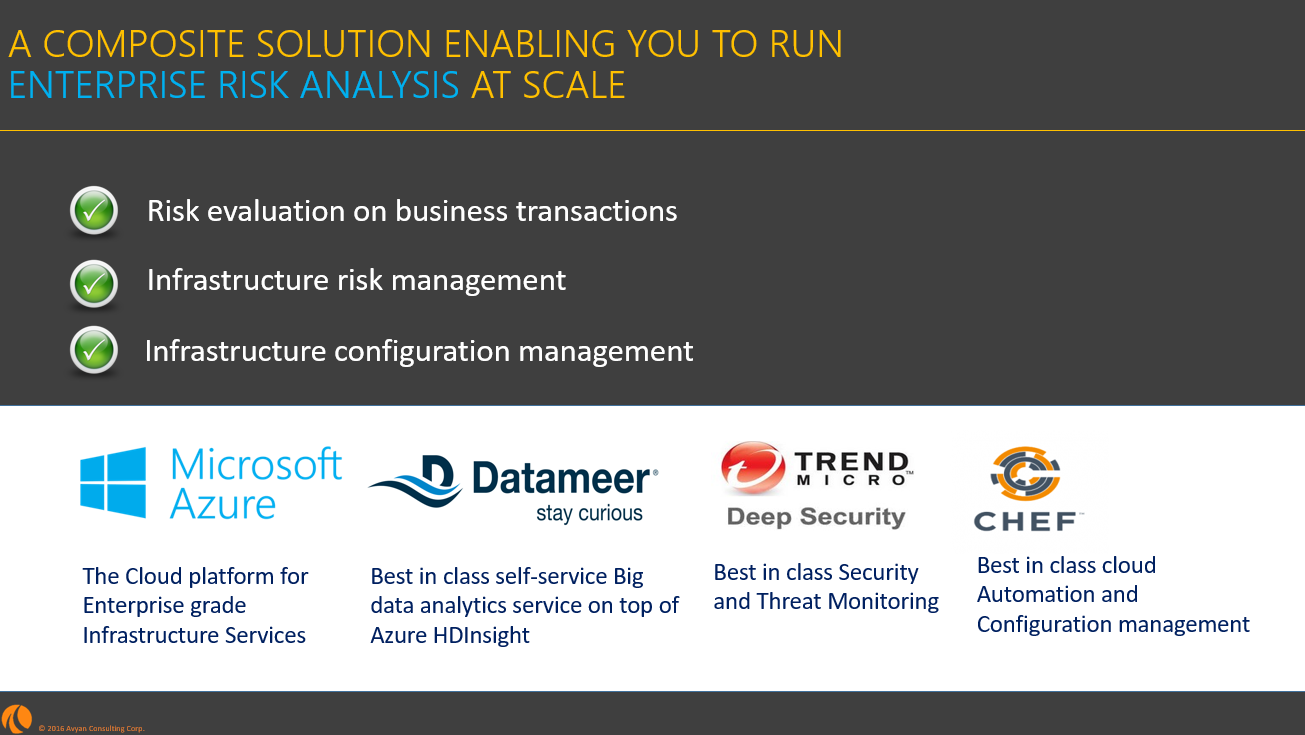 A COMPOSITE SOLUTION ENABLING YOU TO RUN
ENTERPRISE RISK ANALYSIS AT SCALE
Risk evaluation on business transactions
Infrastructure risk management
Infrastructure configuration management
Microsoft
Azure
The Cloud platform for
Enterprise grade
Infrastructure Services
Datameer®
stay curious
Best in class self-service Big
data analytics service on top of
Azure HDInsight
TREND
MICRO™
Deep Security
Best in class Security
and Threat Monitoring
CHEF™
Best in class cloud
Automation and
Configuration management
© 2016 Avyan Consulting Corp.